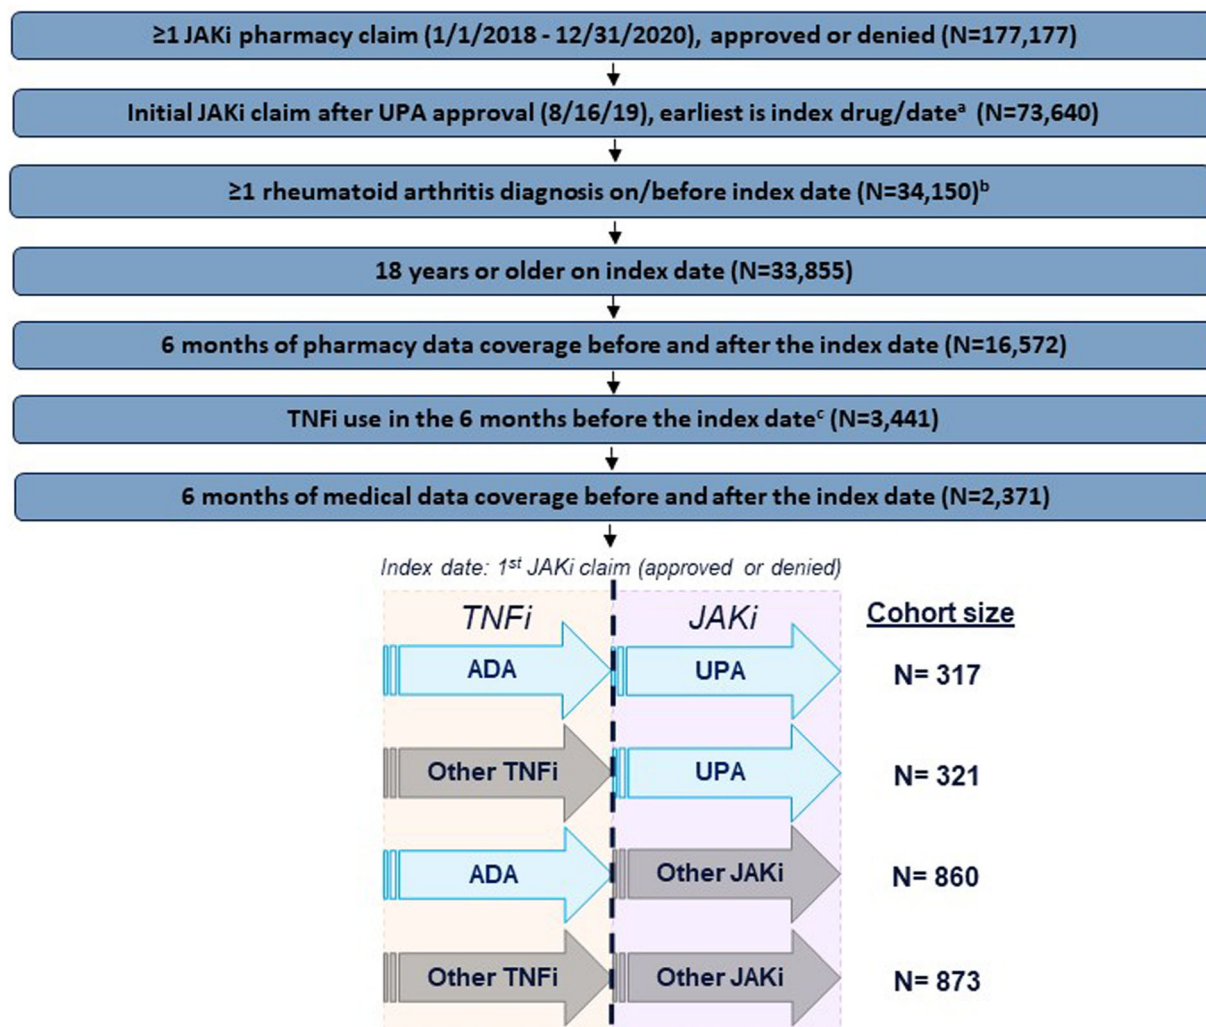 ≥1 JAKi pharmacy claim (1/1/2018 - 12/31/2020), approved or denied (N=177,177)
Initial JAKi claim after UPA approval (8/16/19), earliest is index drug/dateᵃ (N=73,640)
≥1 rheumatoid arthritis diagnosis on/before index date (N=34,150)ᵇ
18 years or older on index date (N=33,855)
6 months of pharmacy data coverage before and after the index date (N=16,572)
TNFi use in the 6 months before the index dateᶜ (N=3,441)
6 months of medical data coverage before and after the index date (N=2,371)
Index date: 1ˢᵗ JAKi claim (approved or denied)
TNFi JAKi Cohort size
ADA UPA N= 317
Other TNFi UPA N= 321
ADA Other JAKi N= 860
Other TNFi Other JAKi N= 873